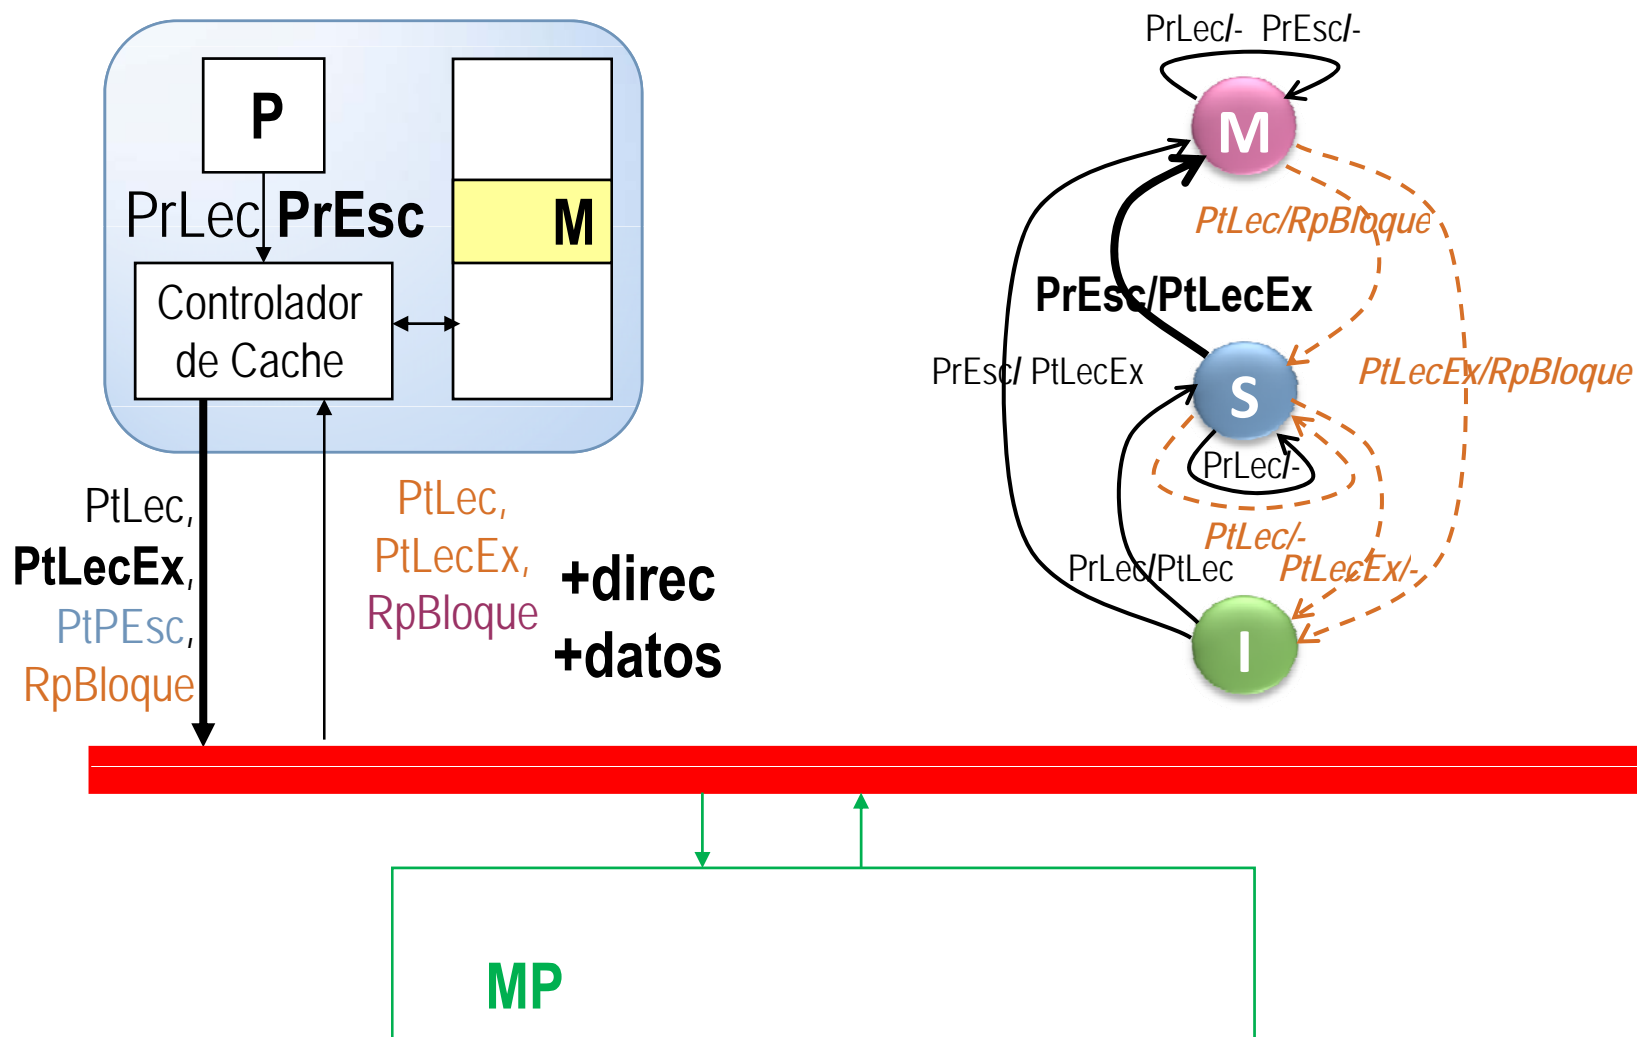 P
PrLec PrEsc
M
Controlador
de Cache
PtLec,
PtLecEx,
PtPEsc,
RpBloque
PtLec,
PtLecEx,
RpBloque
+direc
+datos
MP
PrLec/- PrEsc/-
M
PtLec/RpBloque
PrEsc/PtLecEx
PrEsc/ PtLecEx
S
PtLecEx/RpBloque
PrLec/-
PtLec/-
PrLec/PtLec
PtLecEx/-
I